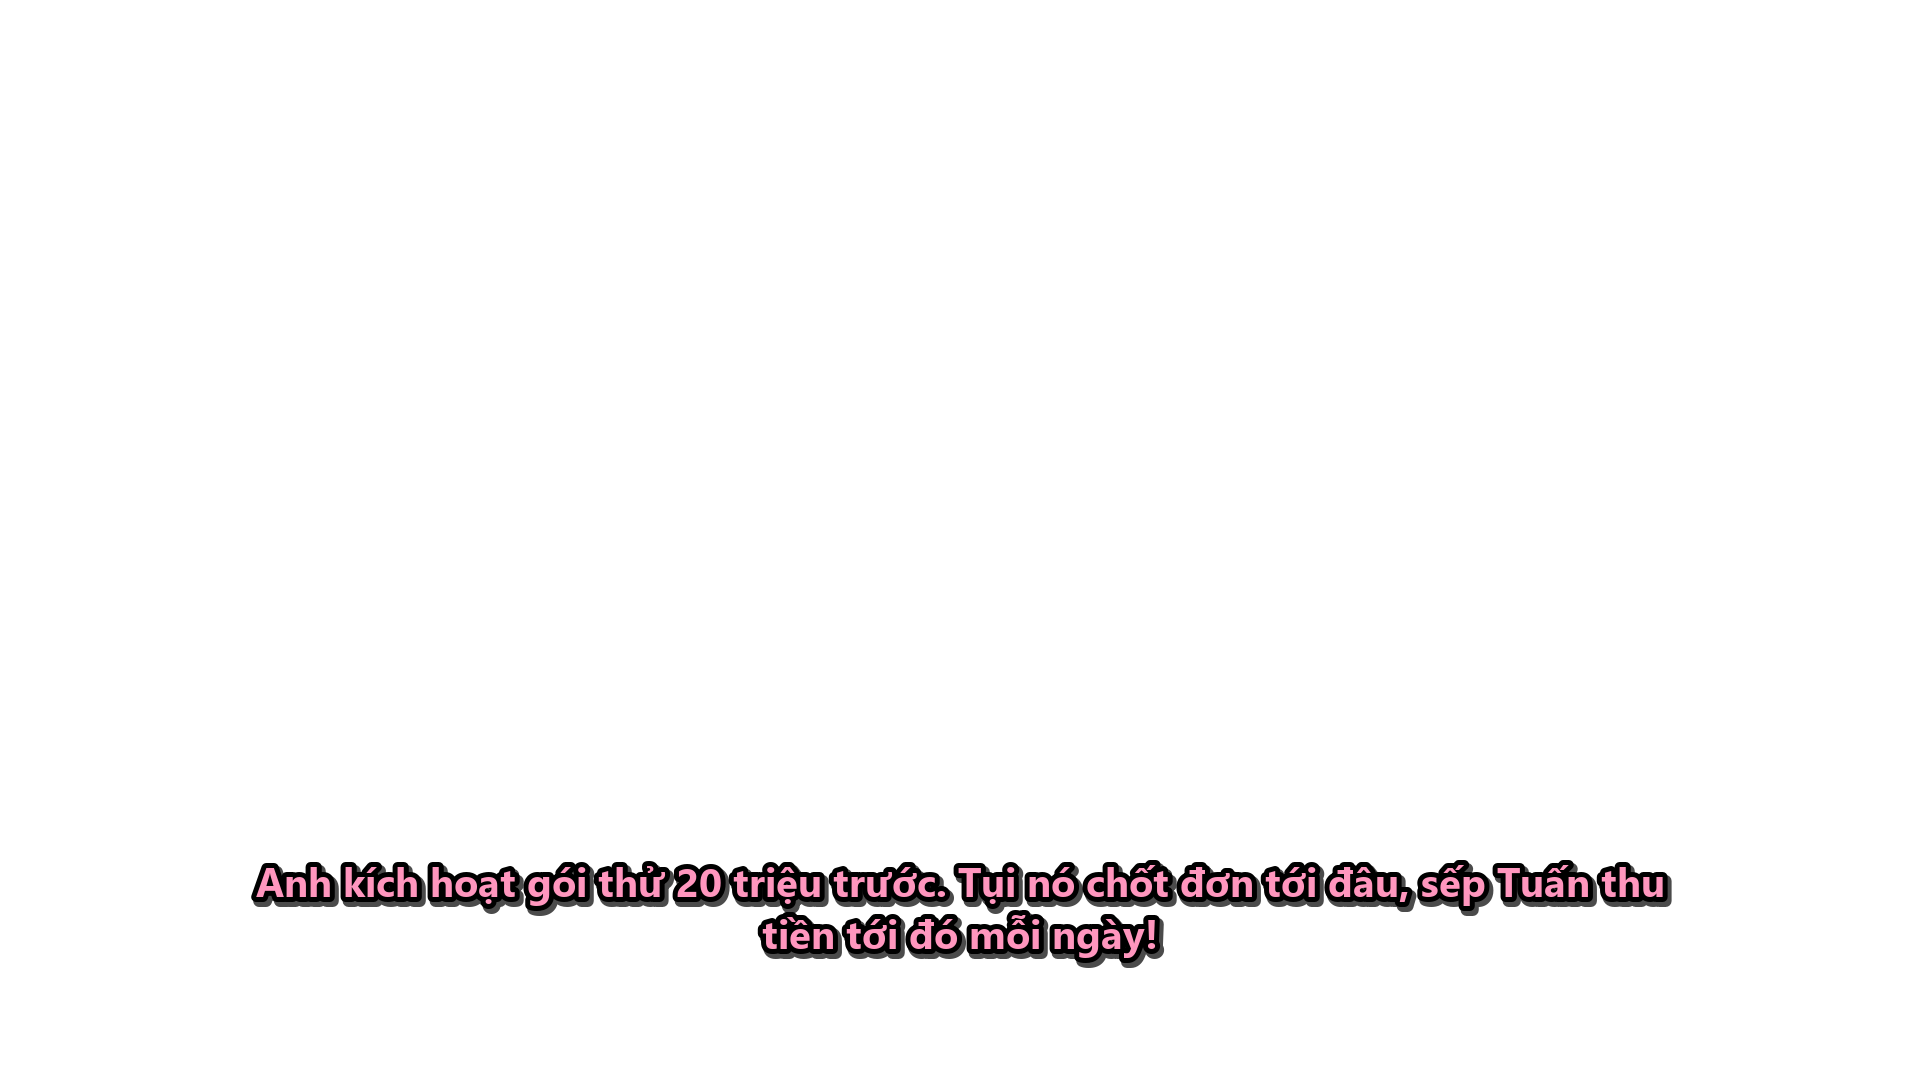 Anh kích hoạt gói thử 20 triệu trước. Tụi nó chốt đơn tới đâu, sếp Tuấn thu
tiền tới đó mỗi ngày!